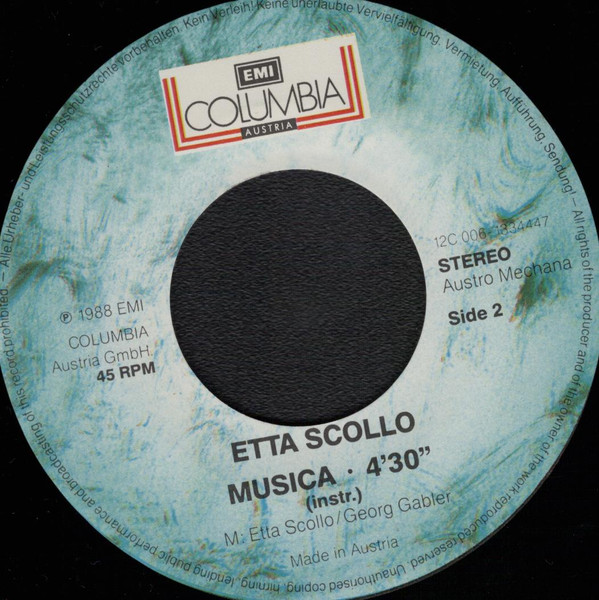 EMI
COLUMBIA
AUSTRIA
12C 006-1334447
STEREO
Austro Mechana
Side 2
℗ 1988 EMI
COLUMBIA
Austria GmbH.
45 RPM
ETTA SCOLLO
MUSICA · 4'30”
(instr.)
M: Etta Scollo/Georg Gabler
Made in Austria
– Alle Urheber- und Leistungsschutzrechte vorbehalten. Kein Verleih! Keine unerlaubte Vervielfältigung, Vermietung, Aufführung, Sendung! – All rights of the producer and of the owner of the work reproduced reserved. Unauthorised copying, hiring, lending, public performance and broadcasting of this record prohibited.